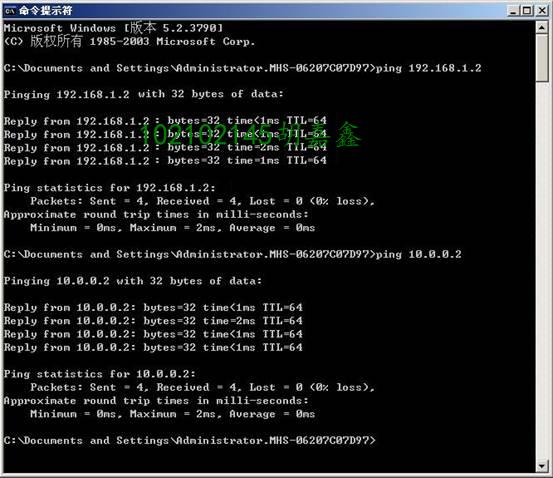 命令提示符
Microsoft Windows [版本 5.2.3790]
(C) 版权所有 1985-2003 Microsoft Corp.
C:\Documents and Settings\Administrator.MHS-06207C07D97>ping 192.168.1.2
Pinging 192.168.1.2 with 32 bytes of data:
Reply from 192.168.1.2: bytes=32 time<1ms TTL=64
Reply from 192.168.1.2: bytes=32 time<1ms TTL=64
102102145胡嘉鑫
Reply from 192.168.1.2: bytes=32 time=2ms TTL=64
Reply from 192.168.1.2: bytes=32 time=1ms TTL=64
Ping statistics for 192.168.1.2:
Packets: Sent = 4, Received = 4, Lost = 0 (0% loss),
Approximate round trip times in milli-seconds:
Minimum = 0ms, Maximum = 2ms, Average = 0ms
C:\Documents and Settings\Administrator.MHS-06207C07D97>ping 10.0.0.2
Pinging 10.0.0.2 with 32 bytes of data:
Reply from 10.0.0.2: bytes=32 time<1ms TTL=64
Reply from 10.0.0.2: bytes=32 time=2ms TTL=64
Reply from 10.0.0.2: bytes=32 time<1ms TTL=64
Reply from 10.0.0.2: bytes=32 time<1ms TTL=64
Ping statistics for 10.0.0.2:
Packets: Sent = 4, Received = 4, Lost = 0 (0% loss),
Approximate round trip times in milli-seconds:
Minimum = 0ms, Maximum = 2ms, Average = 0ms
C:\Documents and Settings\Administrator.MHS-06207C07D97>